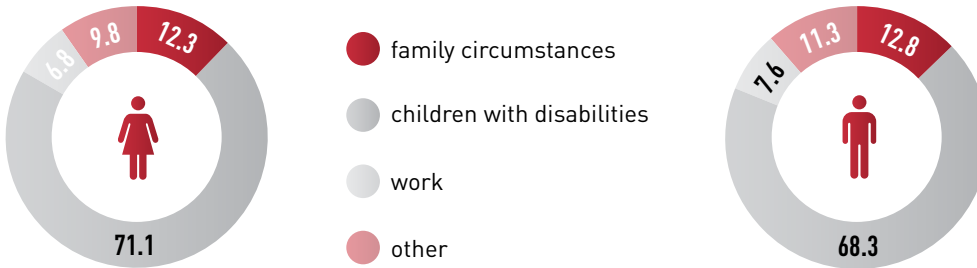 12.3
9.8
6.8
71.1
family circumstances
children with disabilities
work
other
12.8
11.3
7.6
68.3